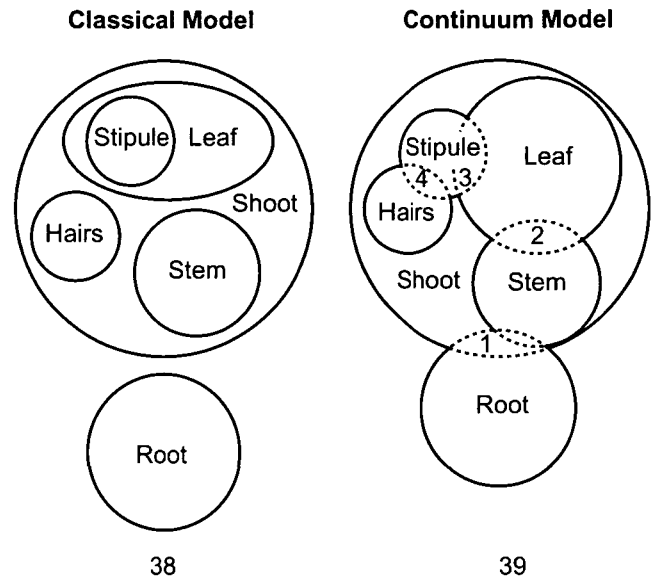 Classical Model
Stipule Leaf
Shoot
Hairs
Stem
Root
38
Continuum Model
Stipule
Leaf
4 3
Hairs
2
Shoot
Stem
1
Root
39